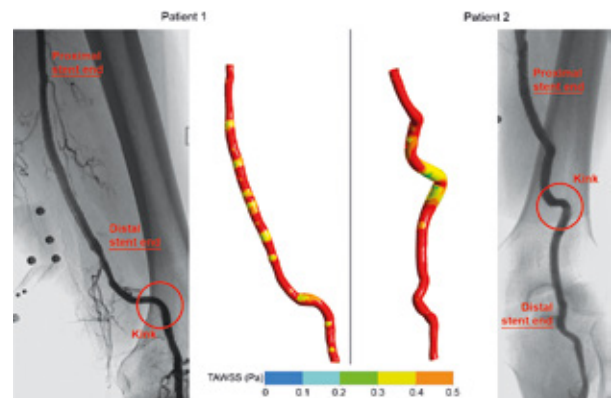 Patient 1
Patient 2
Proximal
stent end
Distal
stent end
Kink
Proximal
stent end
Kink
Distal
stent end
TAWSS (Pa)
0 0.1 0.2 0.3 0.4 0.5